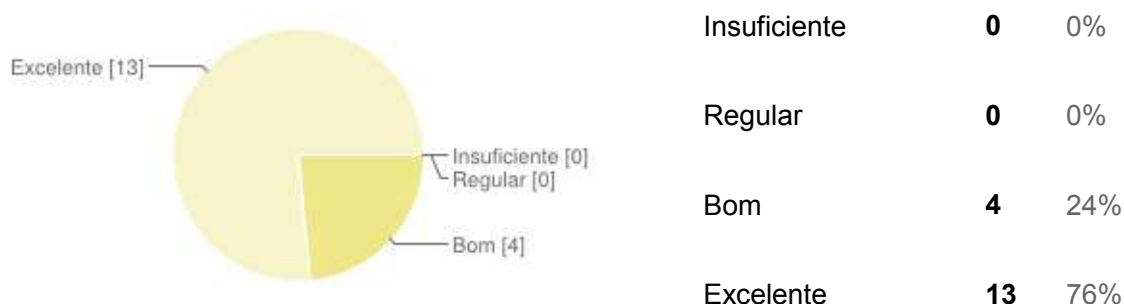 Excelente [13]
Insuficiente [0]
Regular [0]
Bom [4]
Insuficiente 0 0%
Regular 0 0%
Bom 4 24%
Excelente 13 76%